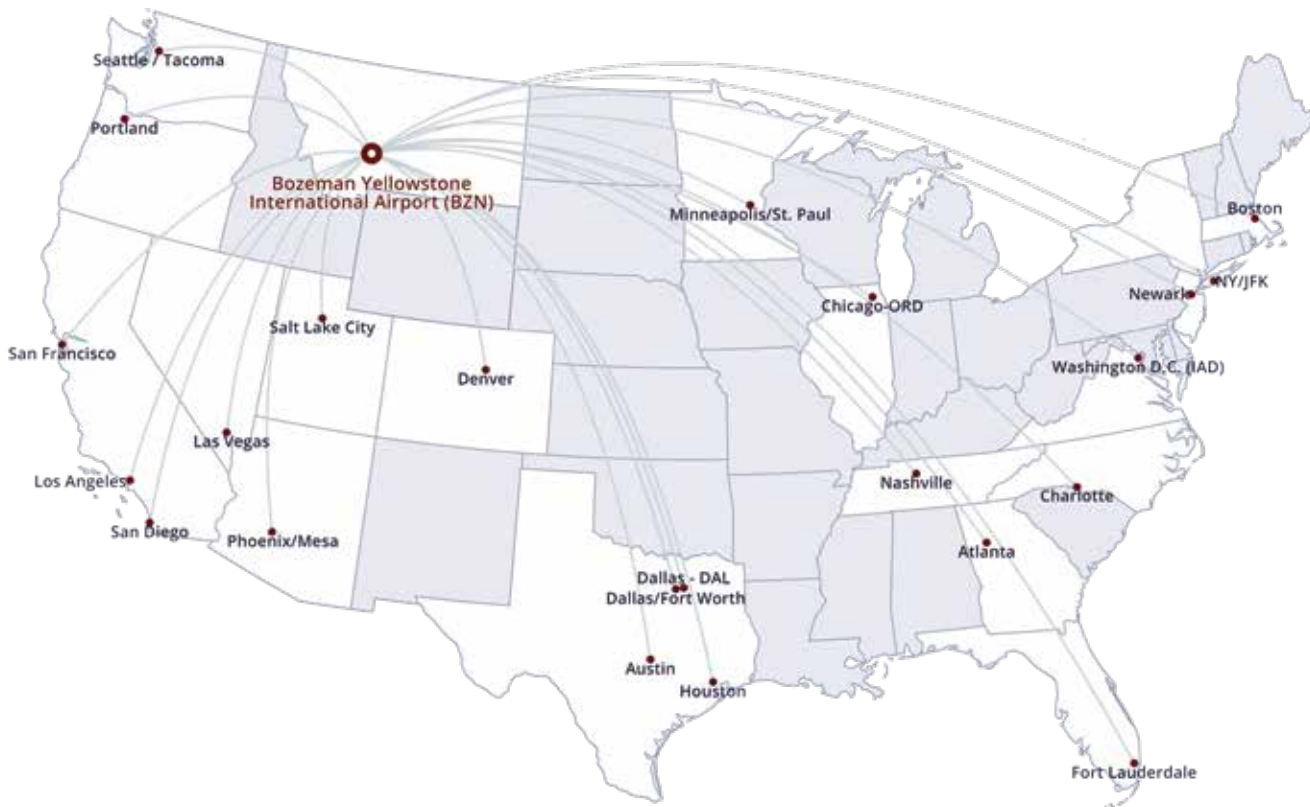 Seattle / Tacoma
Portland
Bozeman Yellowstone
International Airport (BZN)
Minneapolis/St. Paul
Boston
NY/JFK
Newark
Chicago-ORD
Salt Lake City
San Francisco
Denver
Washington D.C. (IAD)
Las Vegas
Los Angeles
Nashville
Charlotte
San Diego
Phoenix/Mesa
Atlanta
Dallas - DAL
Dallas/Fort Worth
Austin
Houston
Fort Lauderdale